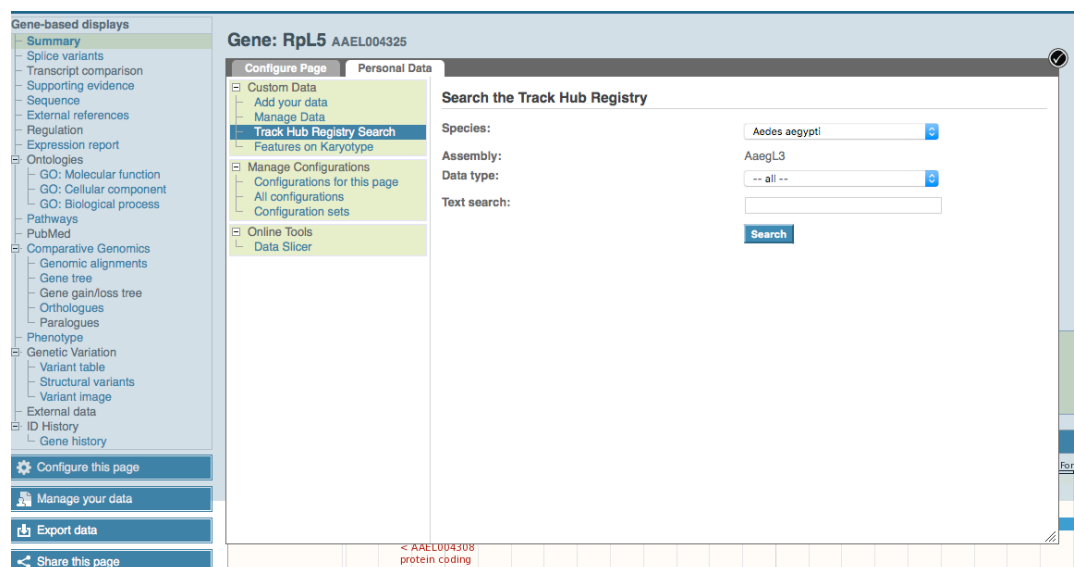 Gene-based displays
Summary
Splice variants
Transcript comparison
Supporting evidence
Sequence
External references
Regulation
Expression report
Ontologies
GO: Molecular function
GO: Cellular component
GO: Biological process
Pathways
PubMed
Comparative Genomics
Genomic alignments
Gene tree
Gene gain/loss tree
Orthologues
Paralogues
Phenotype
Genetic Variation
Variant table
Structural variants
Variant image
External data
ID History
Gene history
Configure this page
Manage your data
Export data
Share this page
Gene: RpL5 AAEL004325
Configure Page Personal Data
Custom Data
Add your data
Manage Data
Track Hub Registry Search
Features on Karyotype
Manage Configurations
Configurations for this page
All configurations
Configuration sets
Online Tools
Data Slicer
Search the Track Hub Registry
Species: Aedes aegypti
Assembly: AaegL3
Data type: -- all --
Text search:
Search
For
< AAEL004308
protein coding